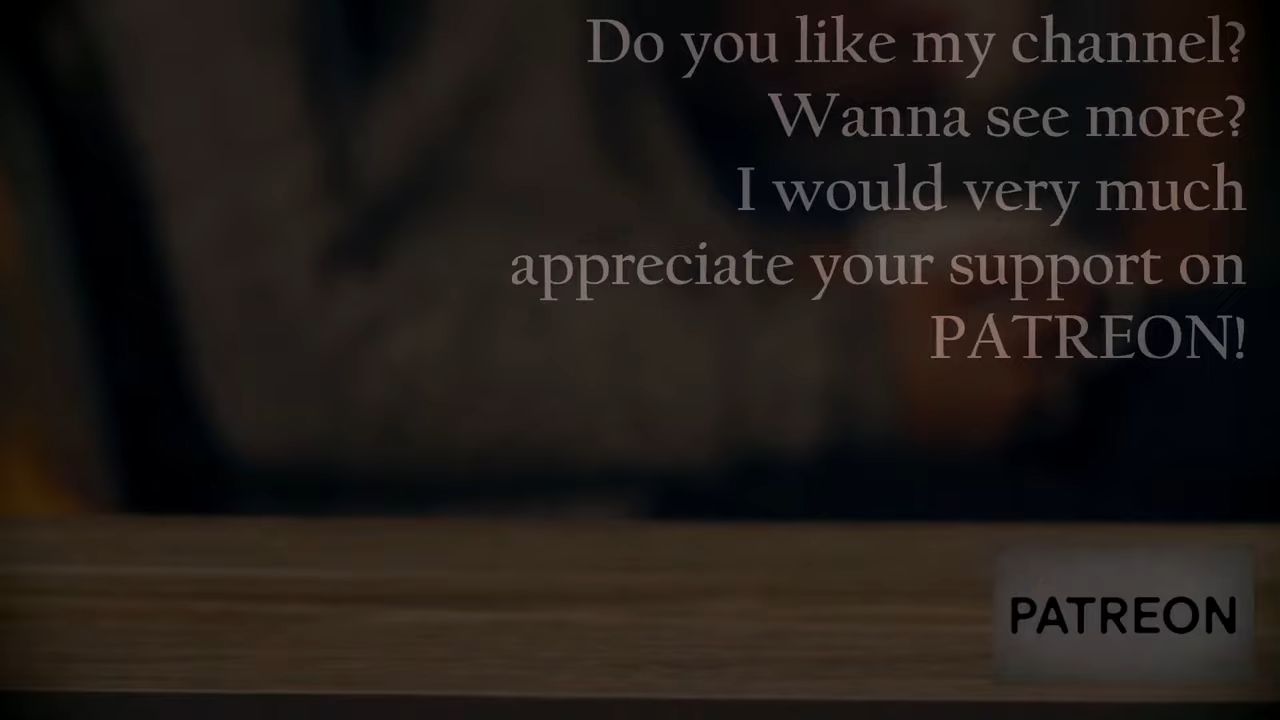 Do you like my channel?
Wanna see more?
I would very much
appreciate your support on
PATREON!
PATREON